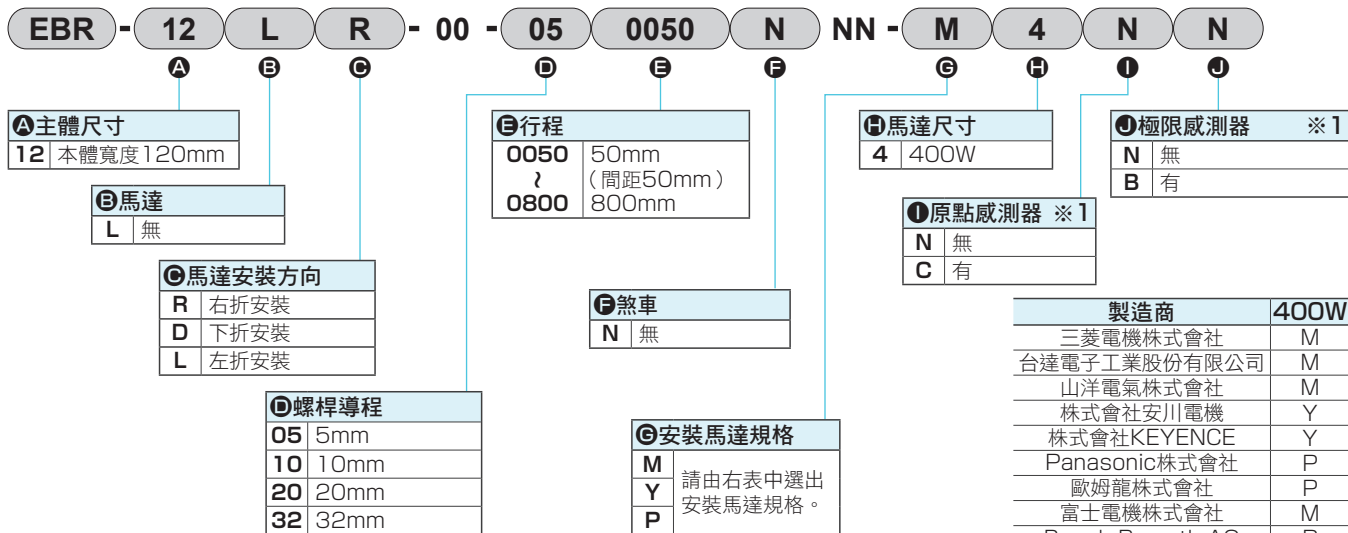 EBR - 12 L R - 00 - 05 0050 N NN - M 4 N N
A B C D E F G H I J
A主體尺寸
12 本體寬度120mm
B馬達
L 無
C馬達安裝方向
R 右折安裝
D 下折安裝
L 左折安裝
D螺桿導程
05 5mm
10 10mm
20 20mm
32 32mm
E行程
0050 50mm
~ (間距50mm)
0800 800mm
F煞車
N 無
G安裝馬達規格
M
Y
P
請由右表中選出
安裝馬達規格。
H馬達尺寸
4 400W
I原點感測器 ※1
N 無
C 有
J極限感測器 ※1
N 無
B 有
製造商 400W
三菱電機株式會社 M
台達電子工業股份有限公司 M
山洋電氣株式會社 M
株式會社安川電機 Y
株式會社KEYENCE Y
Panasonic株式會社 P
歐姆龍株式會社 P
富士電機株式會社 M